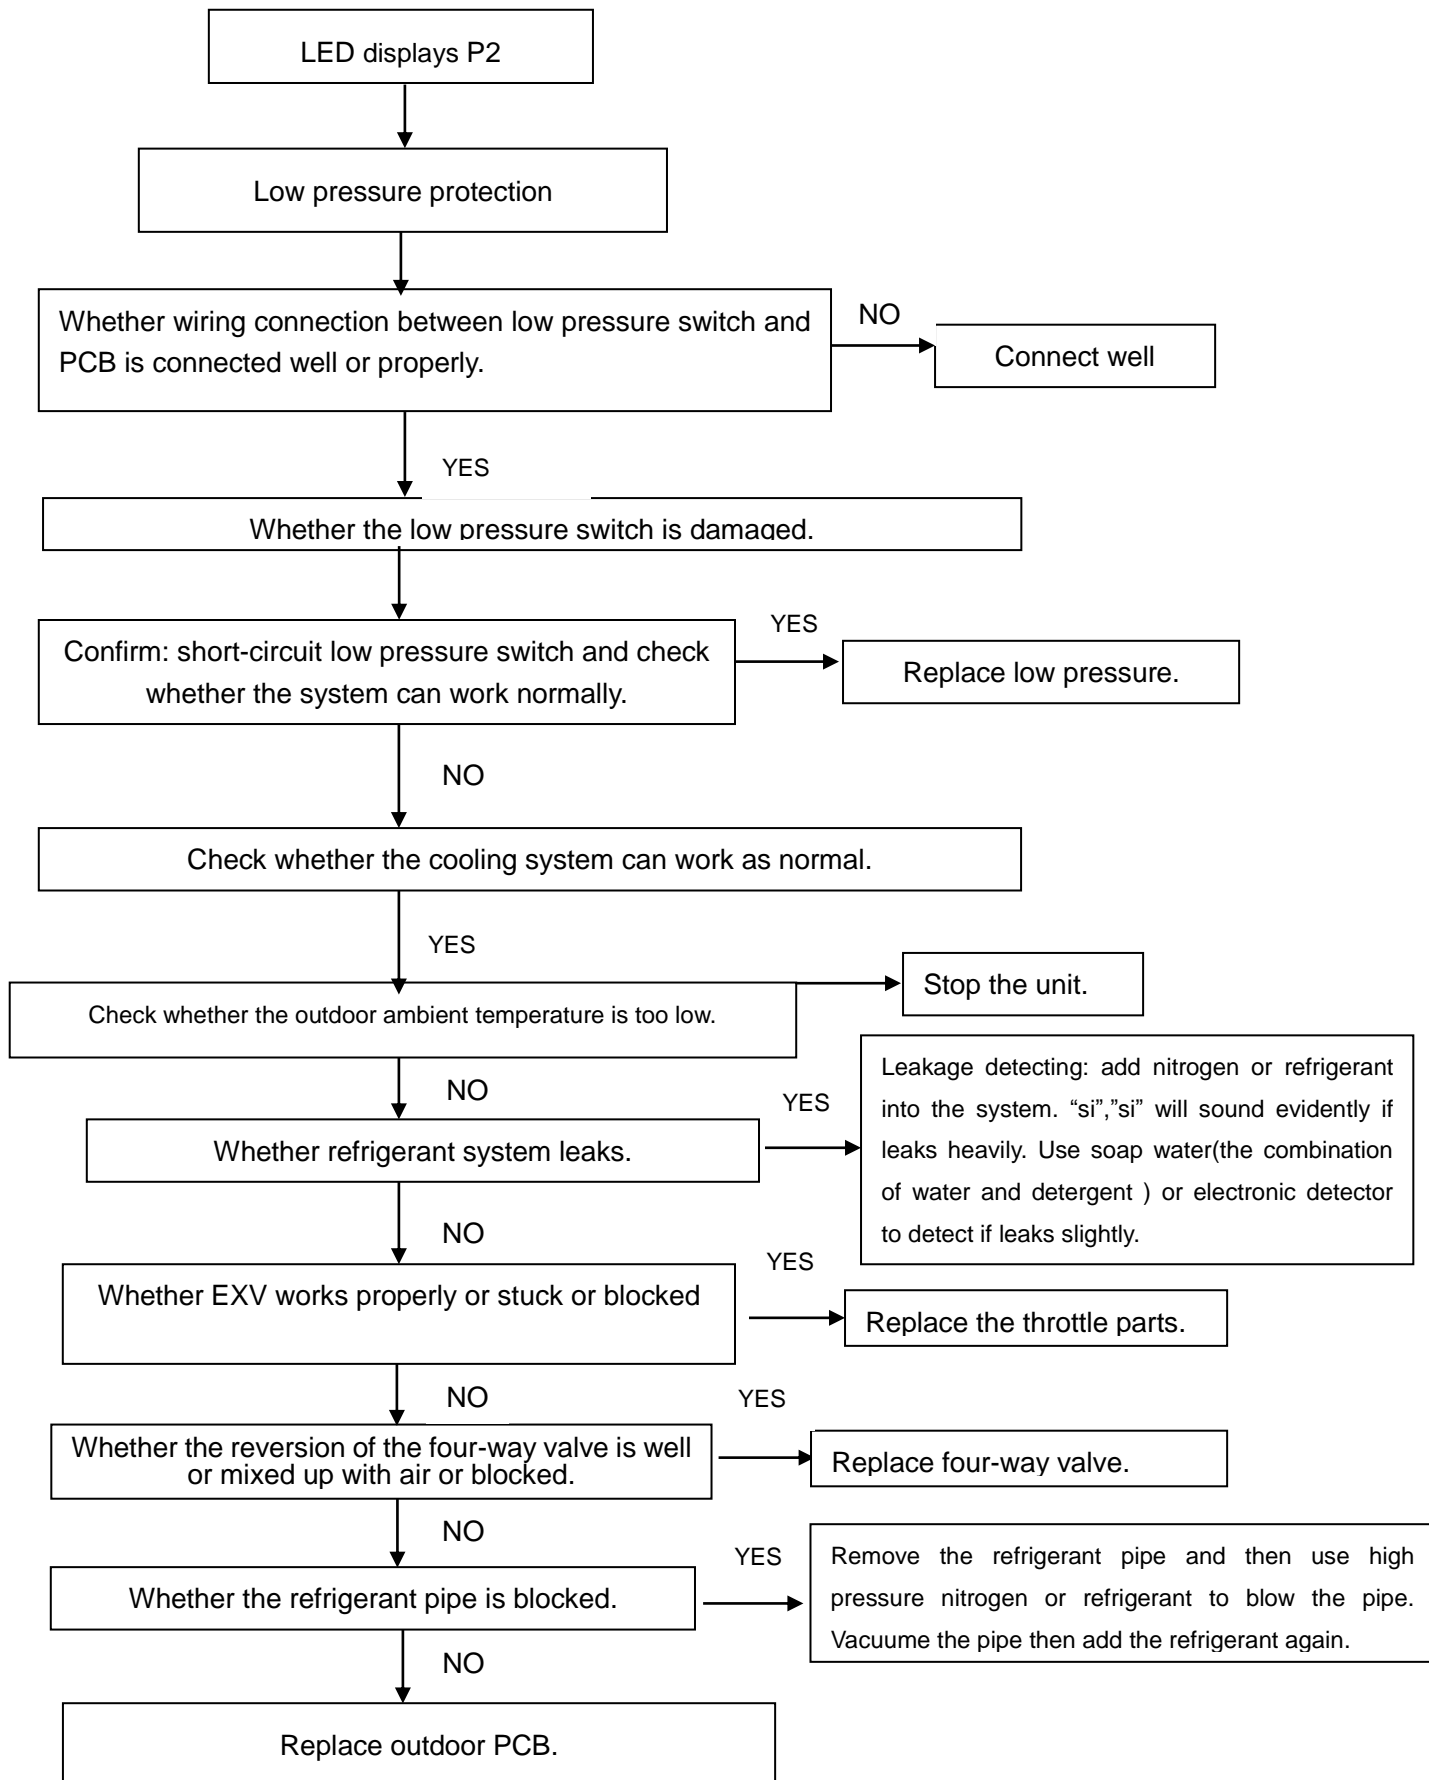 LED displays P2
Low pressure protection
Whether wiring connection between low pressure switch and
PCB is connected well or properly.
NO
Connect well
YES
Whether the low pressure switch is damaged.
Confirm: short-circuit low pressure switch and check
whether the system can work normally.
YES
Replace low pressure.
NO
Check whether the cooling system can work as normal.
YES
Stop the unit.
Check whether the outdoor ambient temperature is too low.
NO
YES
Leakage detecting: add nitrogen or refrigerant
into the system. “si”,”si” will sound evidently if
leaks heavily. Use soap water(the combination
of water and detergent ) or electronic detector
to detect if leaks slightly.
Whether refrigerant system leaks.
NO
YES
Whether EXV works properly or stuck or blocked
Replace the throttle parts.
NO
YES
Whether the reversion of the four-way valve is well
or mixed up with air or blocked.
Replace four-way valve.
NO
YES
Remove the refrigerant pipe and then use high
pressure nitrogen or refrigerant to blow the pipe.
Vacuume the pipe then add the refrigerant again.
Whether the refrigerant pipe is blocked.
NO
Replace outdoor PCB.